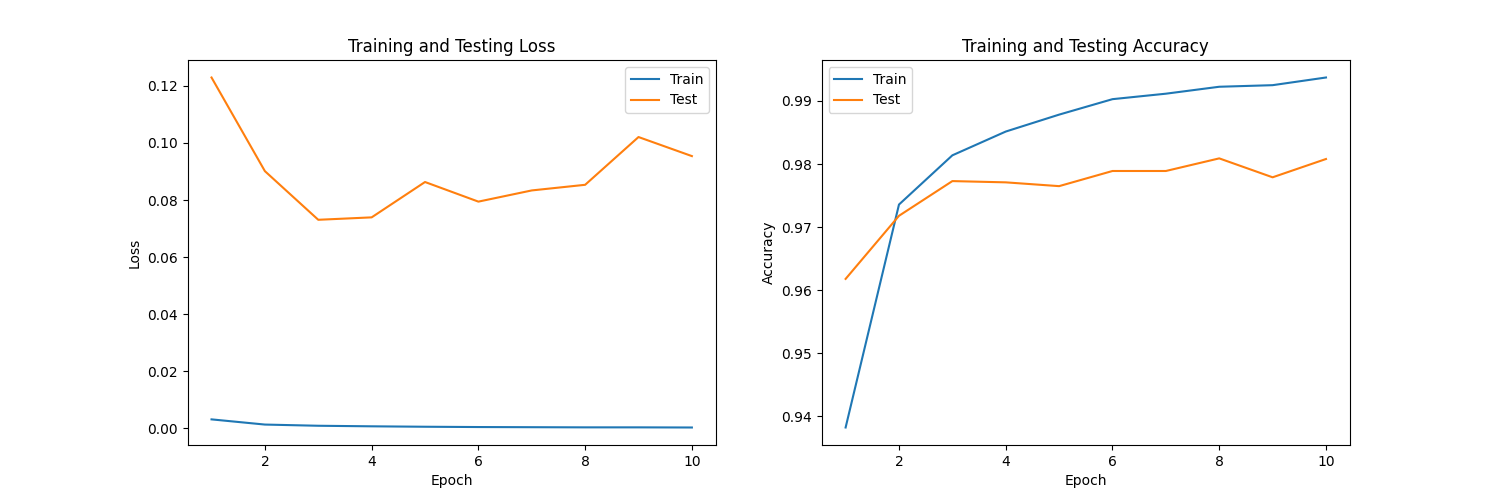 Training and Testing Loss
Train
Test
0.12
0.10
0.08
0.06
0.04
0.02
0.00
Loss
2 4 6 8 10
Epoch
Training and Testing Accuracy
Train
Test
0.99
0.98
0.97
0.96
0.95
0.94
Accuracy
2 4 6 8 10
Epoch